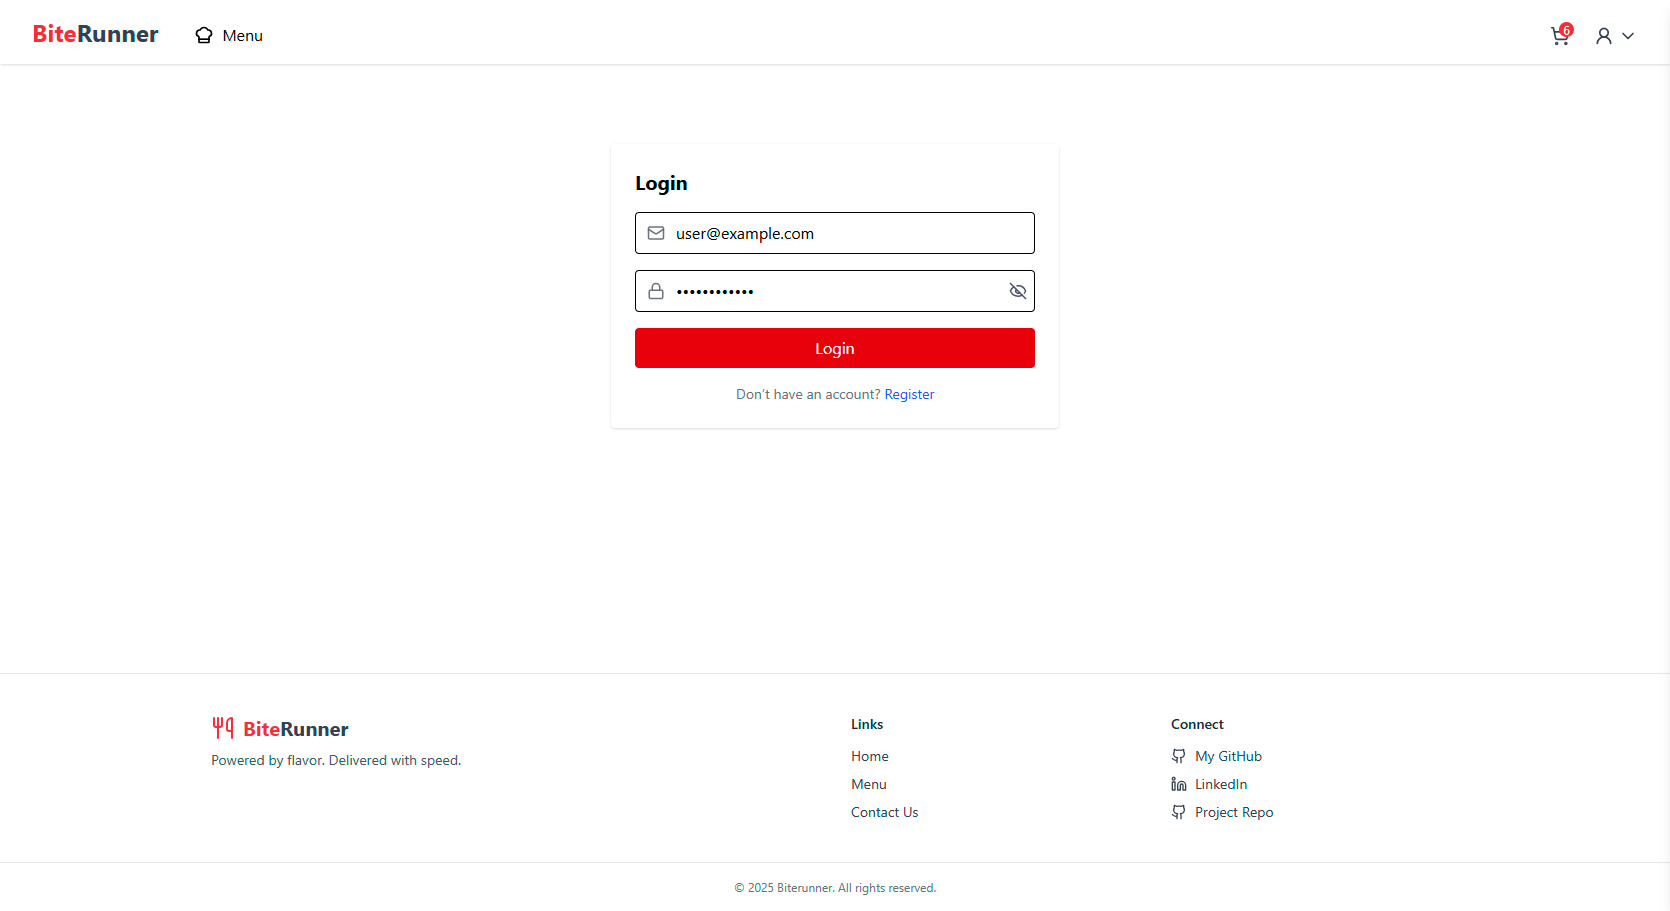 BiteRunner
Menu
6
Login
user@example.com
••••••••••••
Login
Don't have an account? Register
BiteRunner
Powered by flavor. Delivered with speed.
Links
Home
Menu
Contact Us
Connect
My GitHub
LinkedIn
Project Repo
© 2025 Biterunner. All rights reserved.